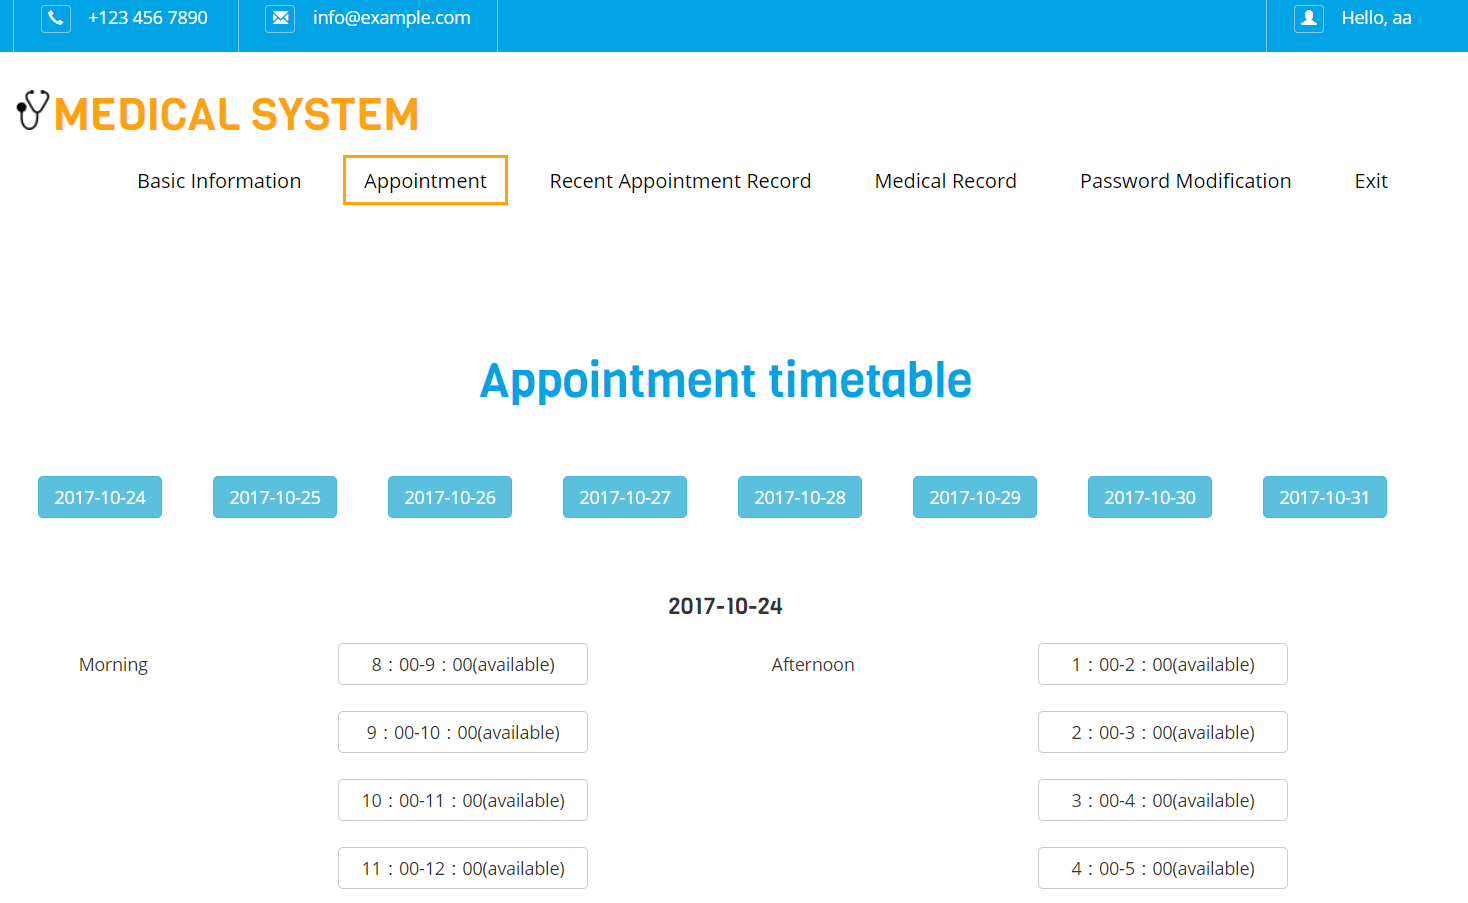 +123 456 7890 info@example.com Hello, aa
MEDICAL SYSTEM
Basic Information Appointment Recent Appointment Record Medical Record Password Modification Exit
Appointment timetable
2017-10-24 2017-10-25 2017-10-26 2017-10-27 2017-10-28 2017-10-29 2017-10-30 2017-10-31
2017-10-24
Morning 8：00-9：00(available) Afternoon 1：00-2：00(available)
9：00-10：00(available) 2：00-3：00(available)
10：00-11：00(available) 3：00-4：00(available)
11：00-12：00(available) 4：00-5：00(available)